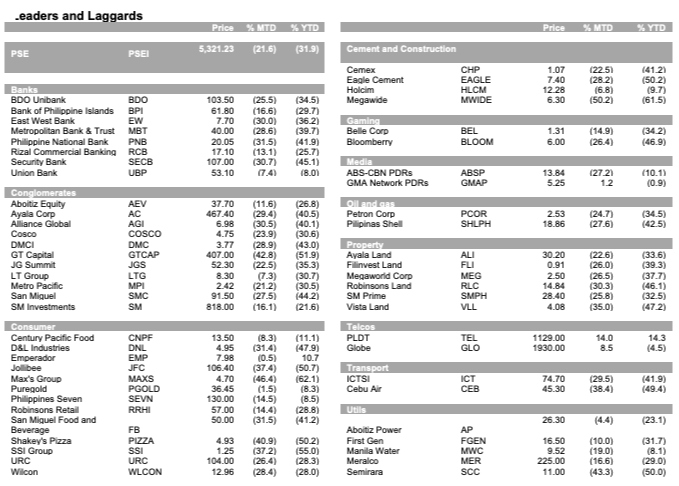 .eaders and Laggards
Price % MTD % YTD
PSE PSEI 5,321.23 (21.6) (31.9)
Banks
BDO Unibank BDO 103.50 (25.5) (34.5)
Bank of Philippine Islands BPI 61.80 (16.6) (29.7)
East West Bank EW 7.70 (30.0) (36.2)
Metropolitan Bank & Trust MBT 40.00 (28.6) (39.7)
Philippine National Bank PNB 20.05 (31.5) (41.9)
Rizal Commercial Banking RCB 17.10 (13.1) (25.7)
Security Bank SECB 107.00 (30.7) (45.1)
Union Bank UBP 53.10 (7.4) (8.0)
Conglomerates
Aboitiz Equity AEV 37.70 (11.6) (26.8)
Ayala Corp AC 467.40 (29.4) (40.5)
Alliance Global AGI 6.98 (30.5) (40.1)
Cosco COSCO 4.75 (23.9) (30.6)
DMCI DMC 3.77 (28.9) (43.0)
GT Capital GTCAP 407.00 (42.8) (51.9)
JG Summit JGS 52.30 (22.5) (35.3)
LT Group LTG 8.30 (7.3) (30.7)
Metro Pacific MPI 2.42 (21.2) (30.5)
San Miguel SMC 91.50 (27.5) (44.2)
SM Investments SM 818.00 (16.1) (21.6)
Consumer
Century Pacific Food CNPF 13.50 (8.3) (11.1)
D&L Industries DNL 4.95 (31.4) (47.9)
Emperador EMP 7.98 (0.5) 10.7
Jollibee JFC 106.40 (37.4) (50.7)
Max's Group MAXS 4.70 (46.4) (62.1)
Puregold PGOLD 36.45 (1.5) (8.3)
Philippines Seven SEVN 130.00 (14.5) (8.5)
Robinsons Retail RRHI 57.00 (14.4) (28.8)
San Miguel Food and 50.00 (31.5) (41.2)
Beverage FB
Shakey's Pizza PIZZA 4.93 (40.9) (50.2)
SSI Group SSI 1.25 (37.2) (55.0)
URC URC 104.00 (26.4) (28.3)
Wilcon WLCON 12.96 (28.4) (28.0)
Price % MTD % YTD
Cement and Construction
Cemex CHP 1.07 (22.5) (41.2)
Eagle Cement EAGLE 7.40 (28.2) (50.2)
Holcim HLCM 12.28 (6.8) (9.7)
Megawide MWIDE 6.30 (50.2) (61.5)
Gaming
Belle Corp BEL 1.31 (14.9) (34.2)
Bloomberry BLOOM 6.00 (26.4) (46.9)
Media
ABS-CBN PDRs ABSP 13.84 (27.2) (10.1)
GMA Network PDRs GMAP 5.25 1.2 (0.9)
Oil and gas
Petron Corp PCOR 2.53 (24.7) (34.5)
Pilipinas Shell SHLPH 18.86 (27.6) (42.5)
Property
Ayala Land ALI 30.20 (22.6) (33.6)
Filinvest Land FLI 0.91 (26.0) (39.3)
Megaworld Corp MEG 2.50 (26.5) (37.7)
Robinsons Land RLC 14.84 (30.3) (46.1)
SM Prime SMPH 28.40 (25.8) (32.5)
Vista Land VLL 4.08 (35.0) (47.2)
Telcos
PLDT TEL 1129.00 14.0 14.3
Globe GLO 1930.00 8.5 (4.5)
Transport
ICTSI ICT 74.70 (29.5) (41.9)
Cebu Air CEB 45.30 (38.4) (49.4)
Utils
26.30 (4.4) (23.1)
Aboitiz Power AP
First Gen FGEN 16.50 (10.0) (31.7)
Manila Water MWC 9.52 (19.0) (8.1)
Meralco MER 225.00 (16.6) (29.0)
Semirara SCC 11.00 (43.3) (50.0)